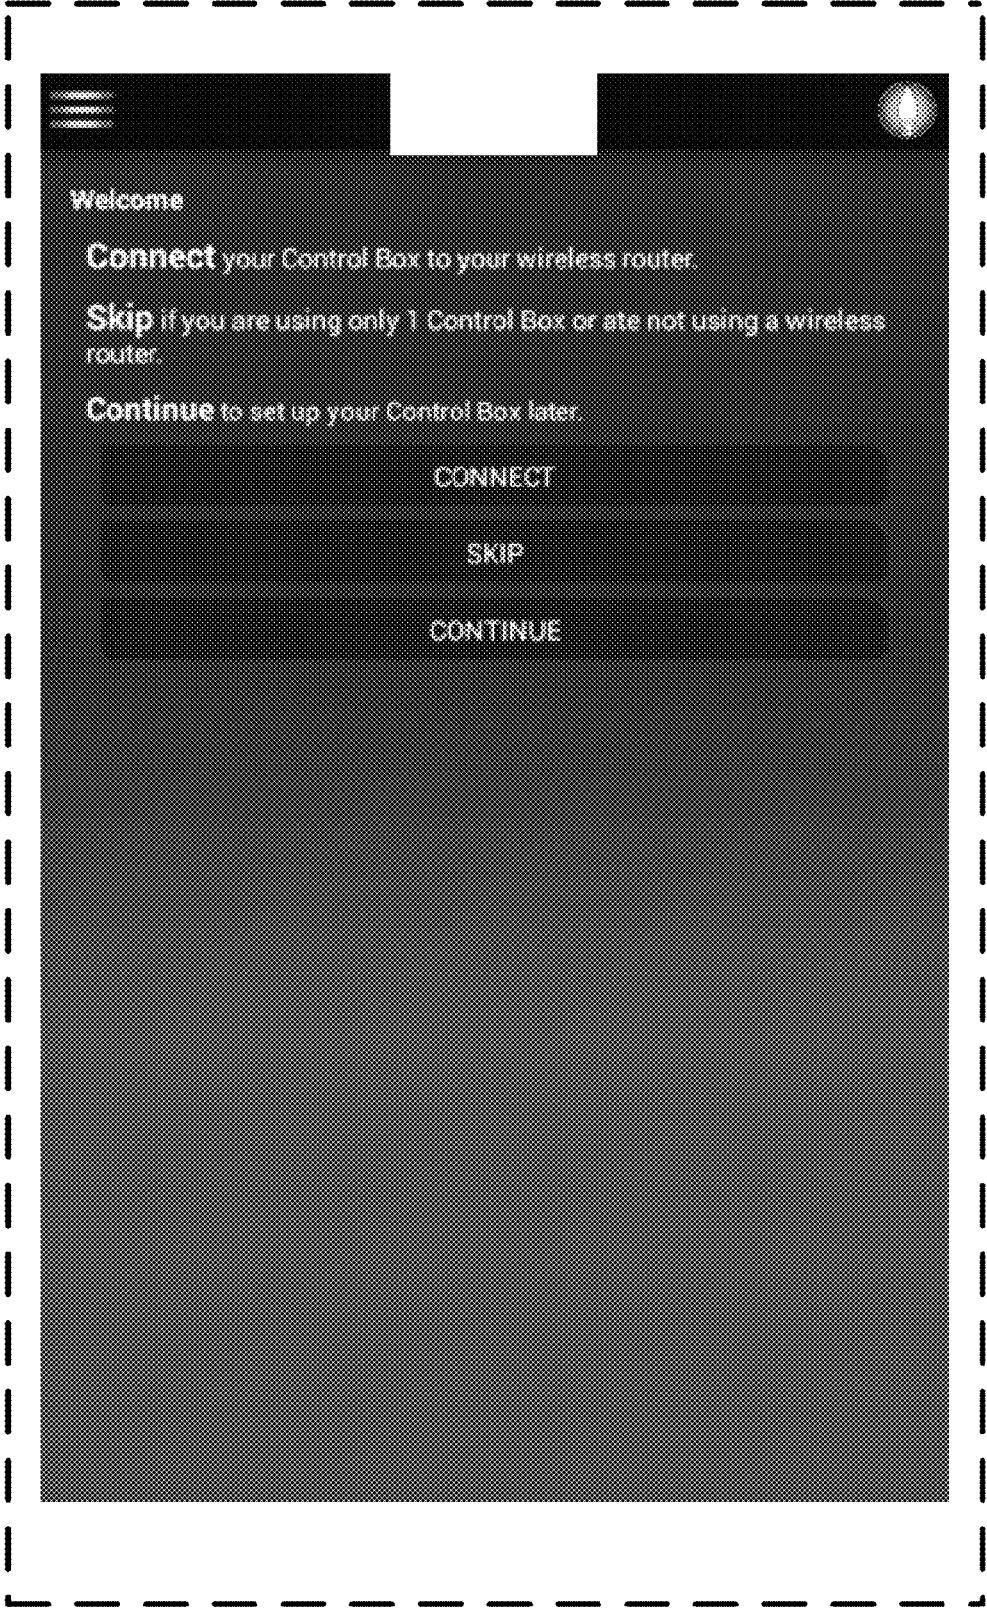 Welcome
Connect your Control Box to your wireless router.
Skip if you are using only 1 Control Box or ate not using a wireless
router.
Continue to set up your Control Box later.
CONNECT
SKIP
CONTINUE